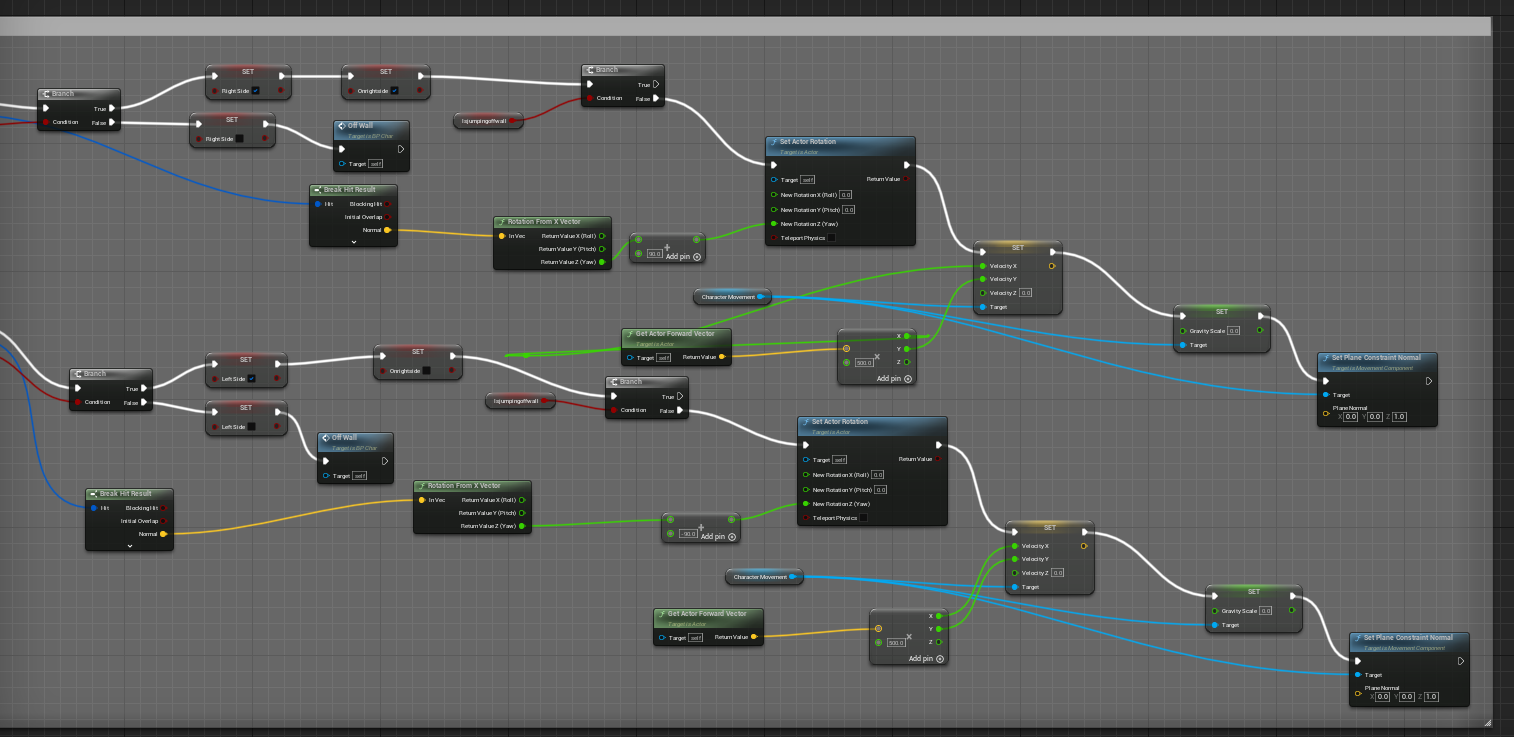 Branch
True
Condition
False
SET
Right Side
SET
Onrightside
SET
Right Side
Off Wall
Target is BP Char
Target
self
Isjumpingoffwall
Branch
True
Condition
False
Break Hit Result
Hit
Blocking Hit
Initial Overlap
Normal
Rotation From X Vector
In Vec
Return Value X (Roll)
Return Value Y (Pitch)
Return Value Z (Yaw)
90.0
Add pin
Set Actor Rotation
Target is Actor
Target
self
Return Value
New Rotation X (Roll)
0.0
New Rotation Y (Pitch)
0.0
New Rotation Z (Yaw)
Teleport Physics
Character Movement
SET
Velocity X
Velocity Y
Velocity Z
0.0
Target
Get Actor Forward Vector
Target is Actor
Target
self
Return Value
X
Y
Z
500.0
Add pin
SET
Gravity Scale
0.0
Target
Set Plane Constraint Normal
Target is Movement Component
Target
Plane Normal
X 0.0 Y 0.0 Z 1.0
Branch
True
Condition
False
SET
Left Side
SET
Onrightside
SET
Left Side
Off Wall
Target is BP Char
Target
self
Isjumpingoffwall
Branch
True
Condition
False
Break Hit Result
Hit
Blocking Hit
Initial Overlap
Normal
Rotation From X Vector
In Vec
Return Value X (Roll)
Return Value Y (Pitch)
Return Value Z (Yaw)
-90.0
Add pin
Set Actor Rotation
Target is Actor
Target
self
Return Value
New Rotation X (Roll)
0.0
New Rotation Y (Pitch)
0.0
New Rotation Z (Yaw)
Teleport Physics
Character Movement
SET
Velocity X
Velocity Y
Velocity Z
0.0
Target
Get Actor Forward Vector
Target is Actor
Target
self
Return Value
X
Y
Z
500.0
Add pin
SET
Gravity Scale
0.0
Target
Set Plane Constraint Normal
Target is Movement Component
Target
Plane Normal
X 0.0 Y 0.0 Z 1.0